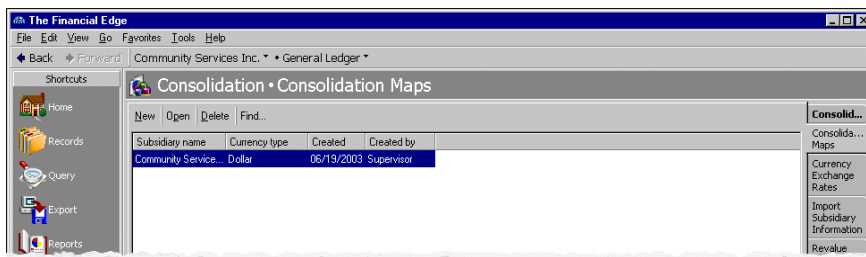 The Financial Edge
File Edit View Go Favorites Tools Help
Back Forward Community Services Inc. • General Ledger
Shortcuts
Consolidation • Consolidation Maps
Home
New Open Delete Find...
Consolid...
Records
Subsidiary name Currency type Created Created by
Consolida... Maps
Community Service... Dollar 06/19/2003 Supervisor
Query
Currency Exchange Rates
Export
Import Subsidiary Information
Reports
Revalue